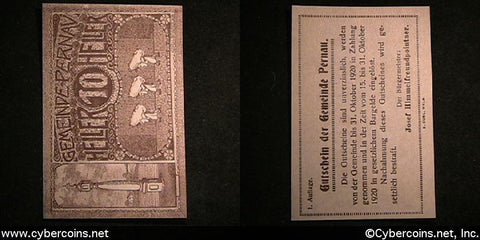 GEMEINDE·PERNAU
HELLER 10 HELLER
1. Auflage.
Gutschein der Gemeinde Pernau.
Die Gutscheine sind unverzinslich, werden
von der Gemeinde bis 31. Oktober 1920 in Zahlung
genommen und in der Zeit vom 15. bis 31. Oktober
1920 in gesetzlichem Bargelde eingelöst.
Nachahmung dieses Gutscheines wird ge-
setzlich bestraft.
Der Bürgermeister:
Josef Himmelfreundpointner.
www.cybercoins.net
©Cybercoins.net, Inc.